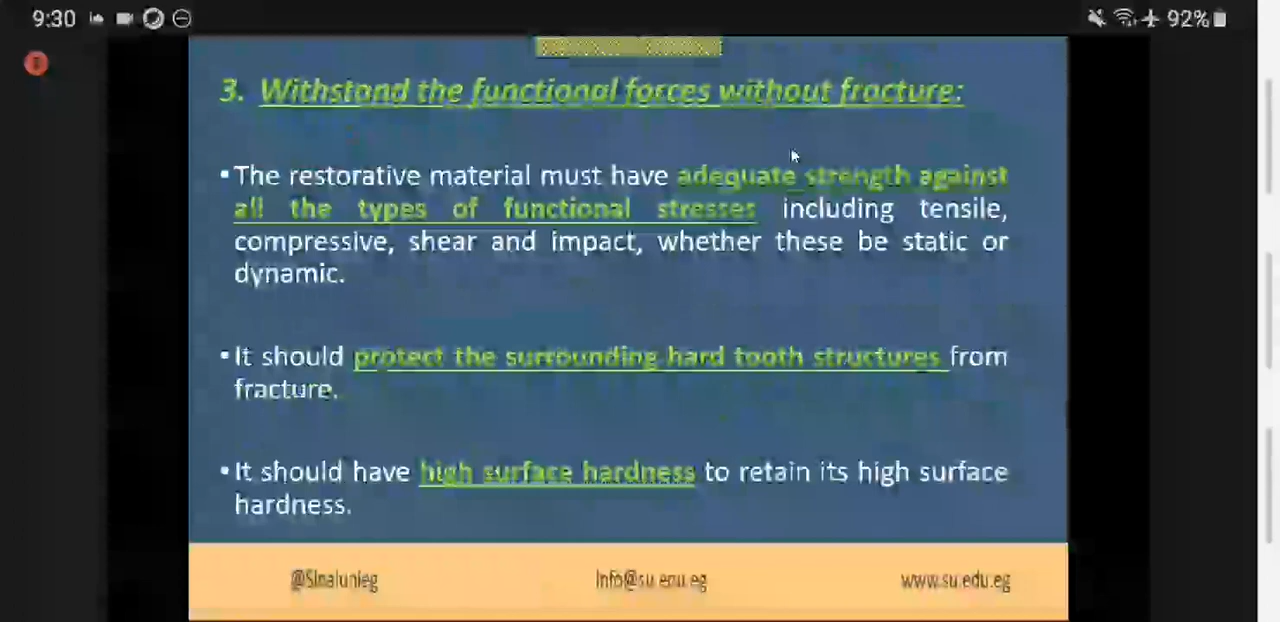 9:30 92%
3. Withstand the functional forces without fracture:
•The restorative material must have adequate strength against
all the types of functional stresses including tensile,
compressive, shear and impact, whether these be static or
dynamic.
•It should protect the surrounding hard tooth structures from
fracture.
•It should have high surface hardness to retain its high surface
hardness.
@Sinaiunieg Info@su.edu.eg www.su.edu.eg